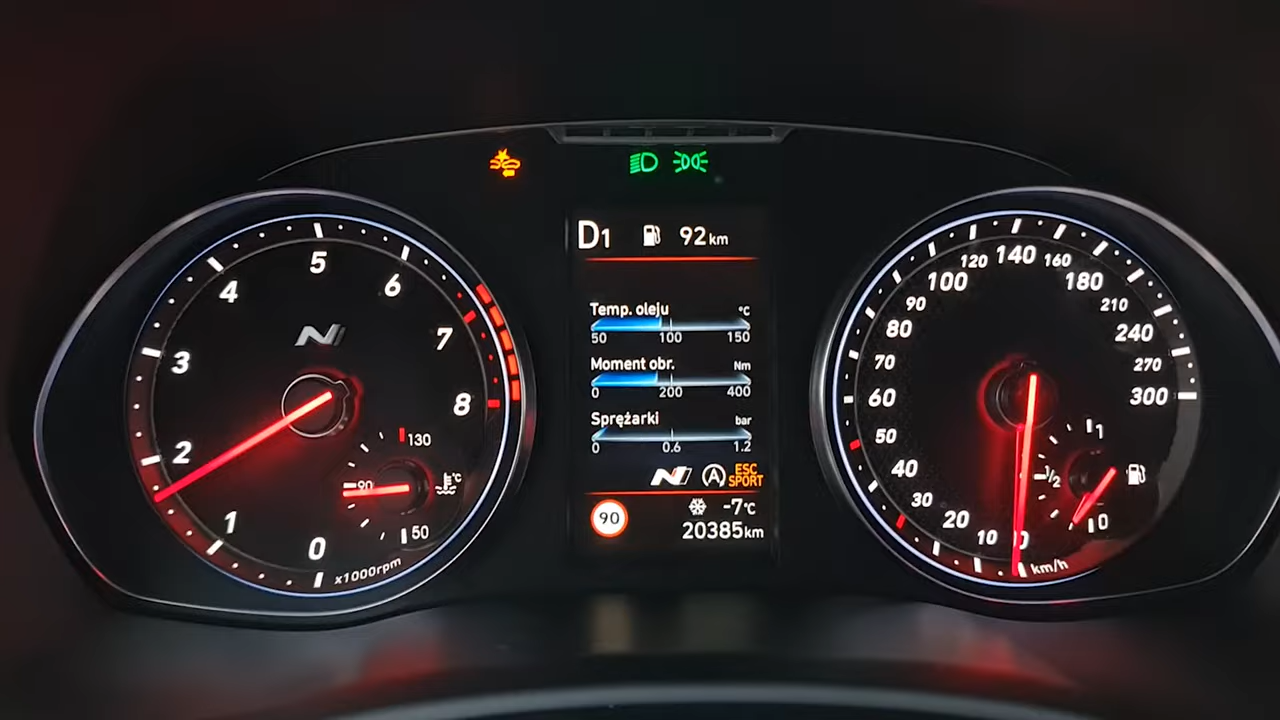 D1 92 km
Temp. oleju °C
50 100 150
Moment obr. Nm
0 200 400
Sprężarki bar
0 0.6 1.2
N A ESC SPORT
90 -7°C
20385 km
N
0 1 2 3 4 5 6 7 8
x1000rpm
130
90
50
°C
0 10 20 30 40 50 60 70 80 90 100 120 140 160 180 210 240 270 300
km/h
1
1/2
0